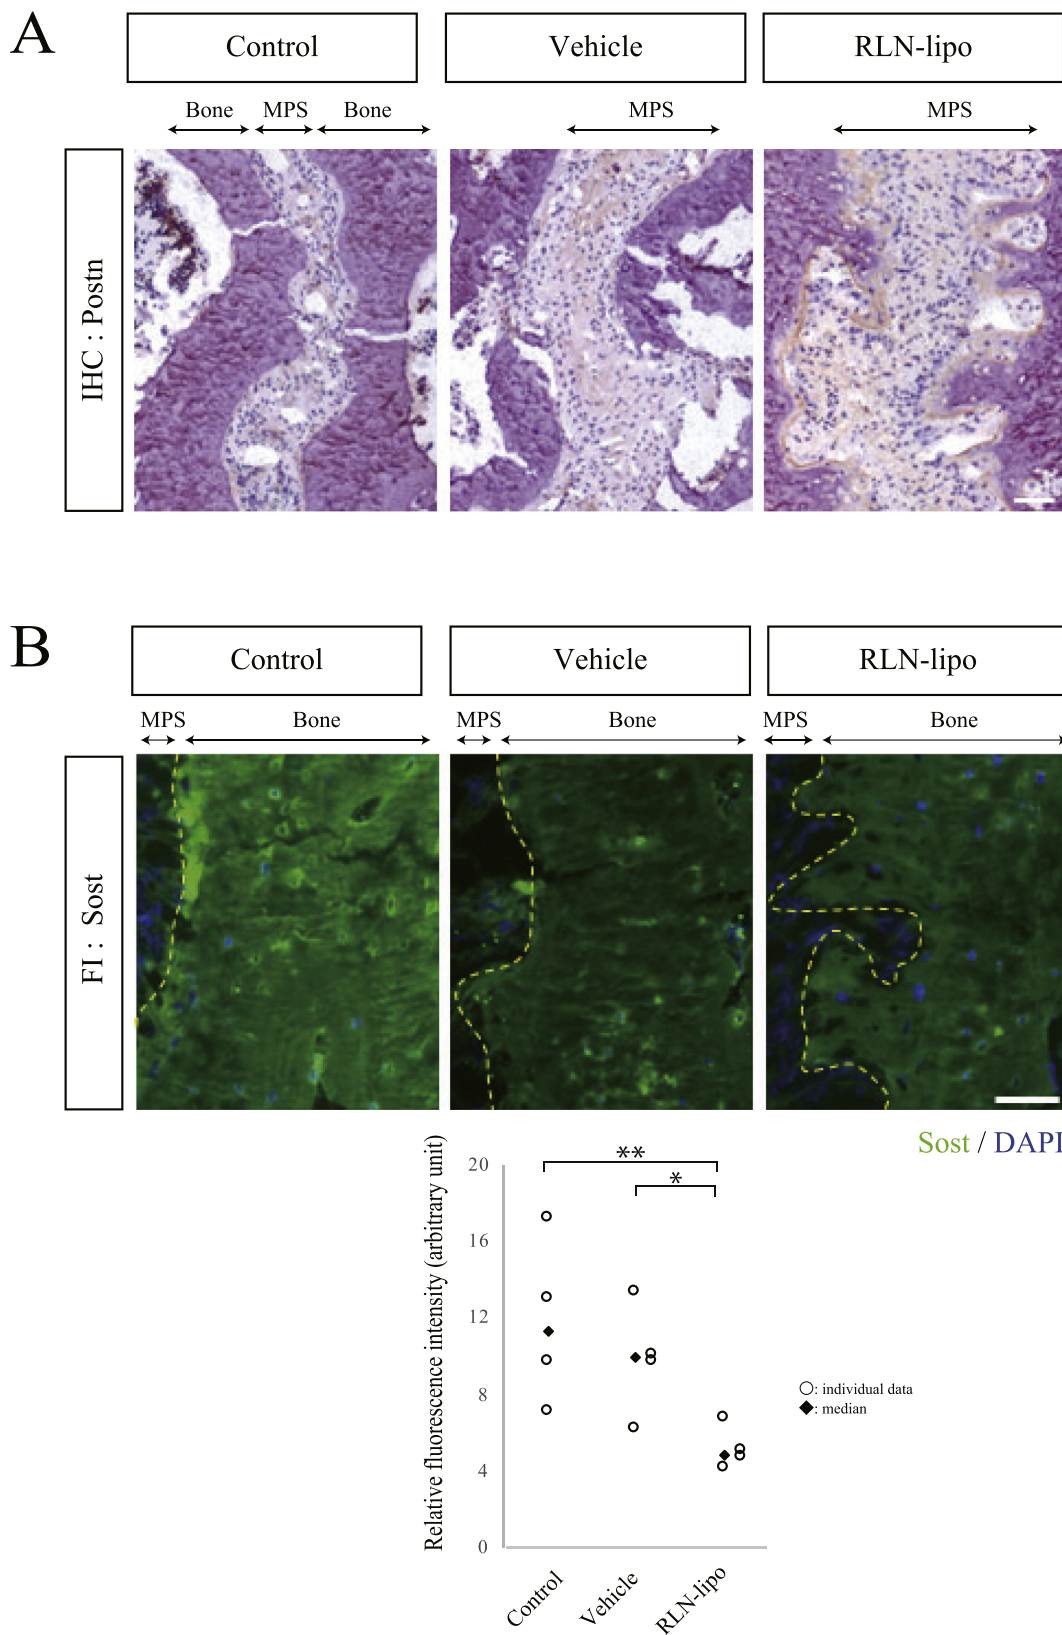 A
Control
Vehicle
RLN-lipo
Bone
MPS
Bone
MPS
MPS
IHC : Postn
B
Control
Vehicle
RLN-lipo
MPS
Bone
MPS
Bone
MPS
Bone
FI : Sost
Sost / DAPI
Relative fluorescence intensity (arbitrary unit)
20
16
12
8
4
0
**
*
: individual data
: median
Control
Vehicle
RLN-lipo